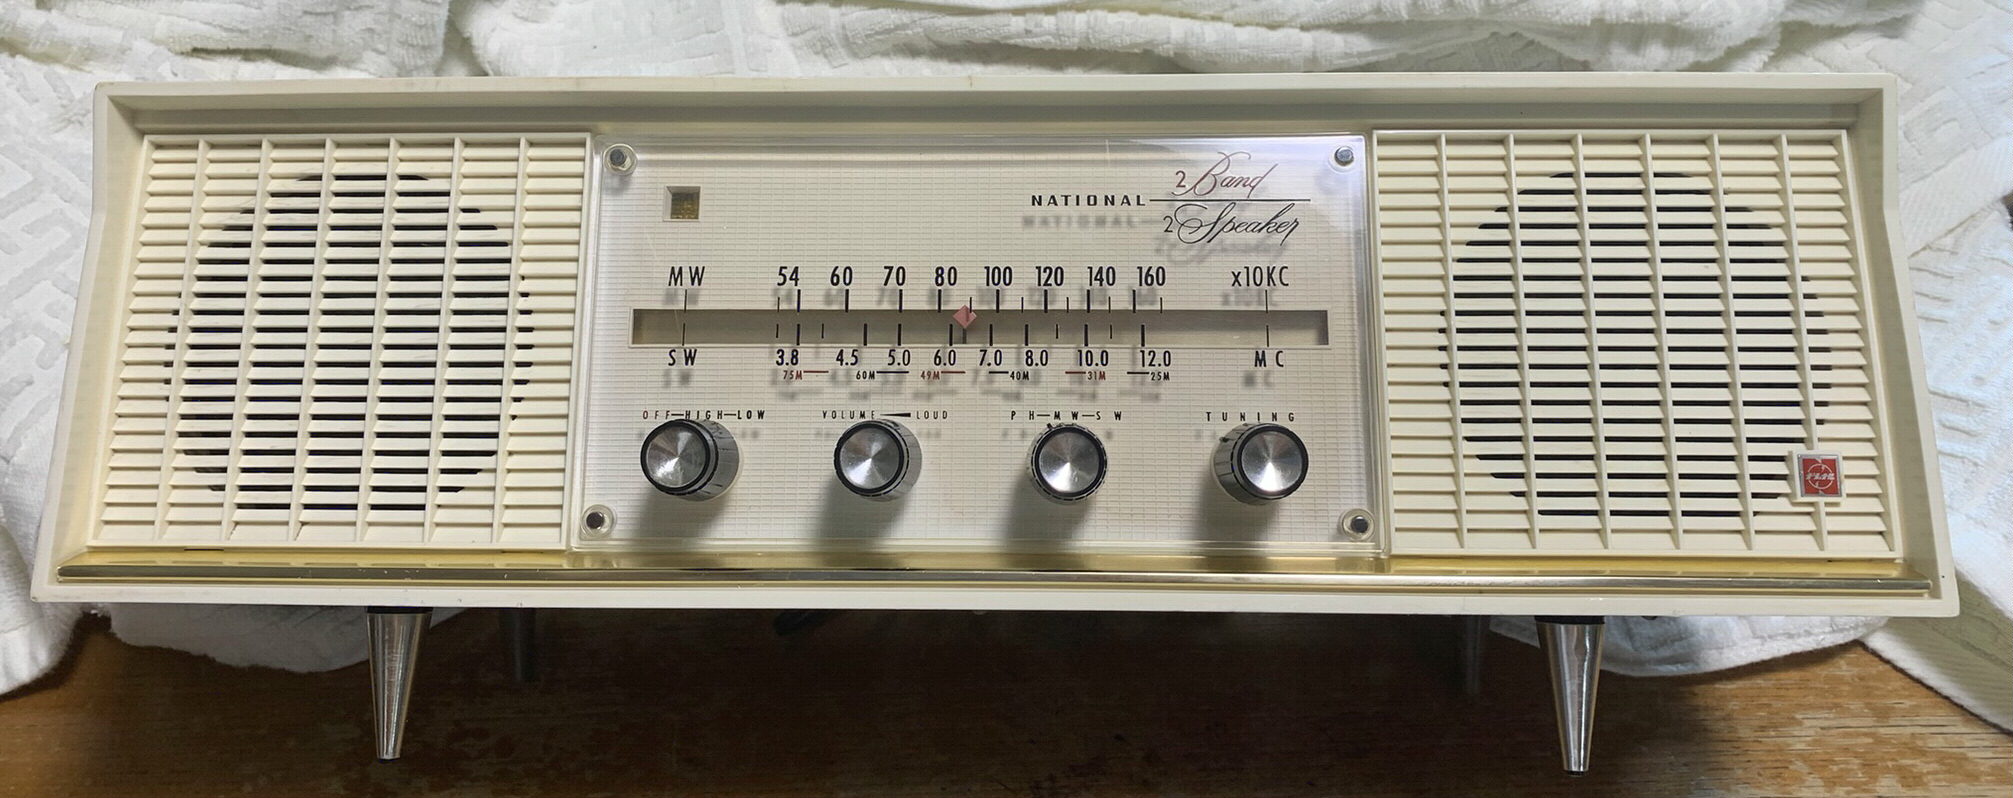 2 Band
NATIONAL
2 Speaker
MW 54 60 70 80 100 120 140 160 x10KC
SW 3.8 4.5 5.0 6.0 7.0 8.0 10.0 12.0 MC
75M 60M 49M 40M 31M 25M
OFF—HIGH—LOW VOLUME LOUD PH—MW—SW TUNING